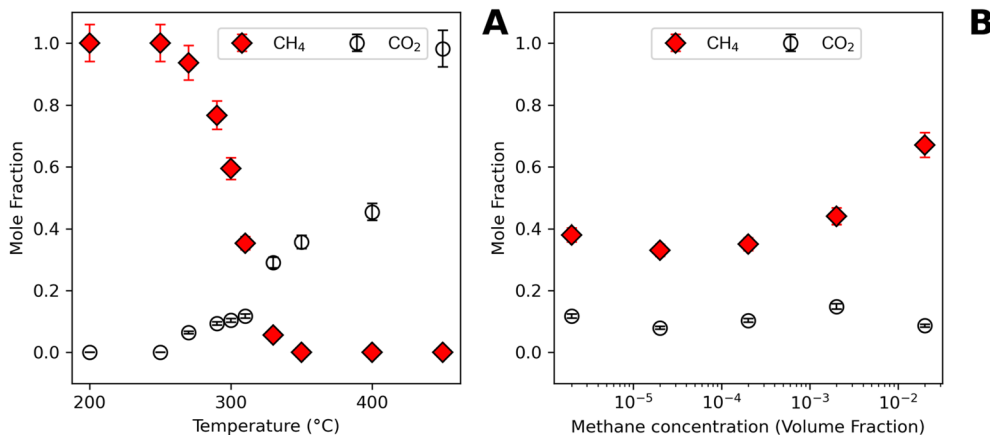 A
CH₄ CO₂
1.0
0.8
0.6
0.4
0.2
0.0
Mole Fraction
200 300 400
Temperature (°C)
B
CH₄ CO₂
1.0
0.8
0.6
0.4
0.2
0.0
Mole Fraction
10⁻⁵ 10⁻⁴ 10⁻³ 10⁻²
Methane concentration (Volume Fraction)